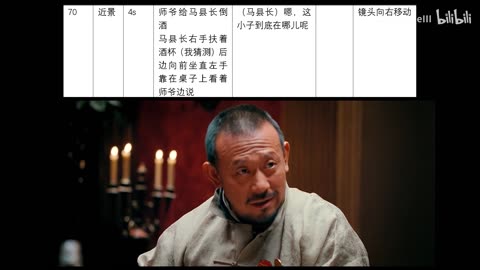 70 近景 4s 师爷给马县长倒 （马县长）嗯，这 镜头向右移动
酒 小子到底在哪儿呢
马县长右手扶着
酒杯（我猜测）后
边向前坐直左手
靠在桌子上看着
师爷边说
elll bilibili